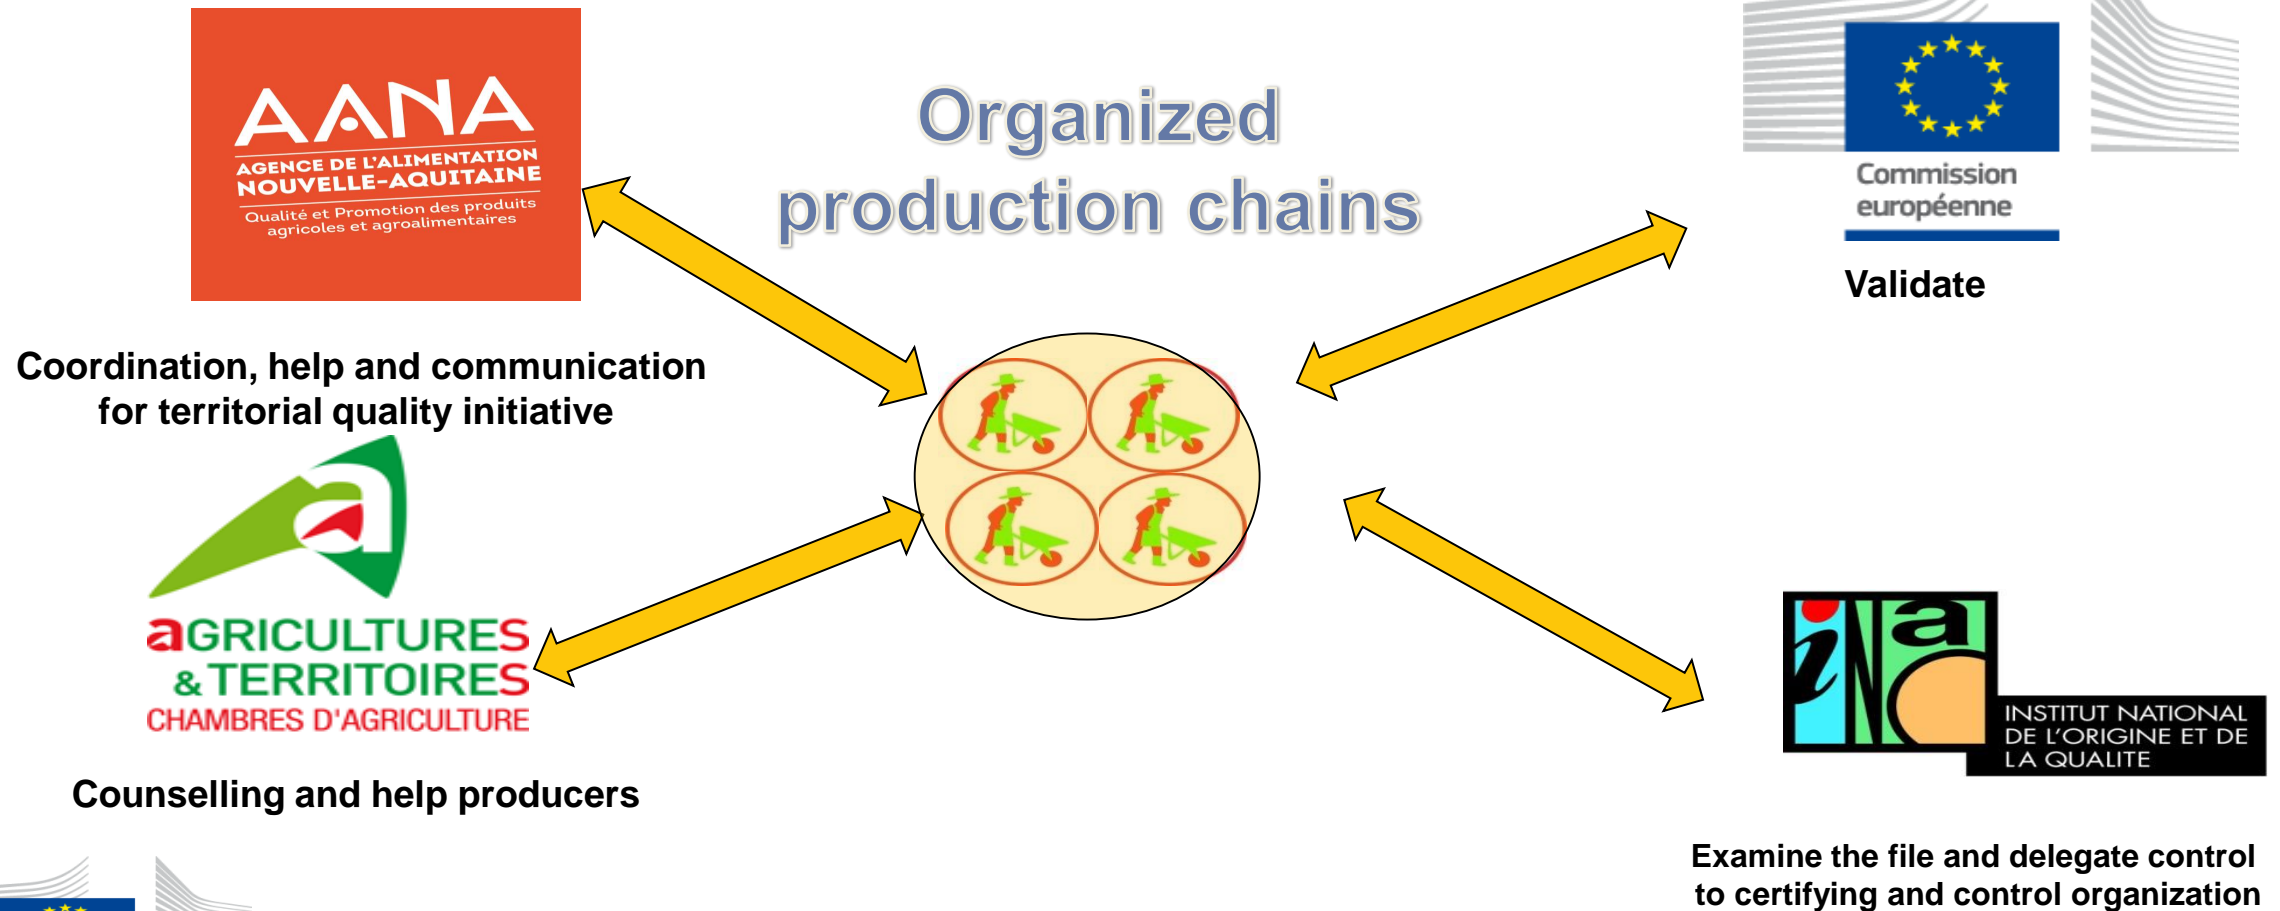 AANA
AGENCE DE L'ALIMENTATION
NOUVELLE-AQUITAINE
Qualité et Promotion des produits
agricoles et agroalimentaires
Organized
production chains
Commission
européenne
Validate
Coordination, help and communication
for territorial quality initiative
a
aGRICULTURES
& TERRITOIRES
CHAMBRES D'AGRICULTURE
Counselling and help producers
iNaO
INSTITUT NATIONAL
DE L'ORIGINE ET DE
LA QUALITE
Examine the file and delegate control
to certifying and control organization